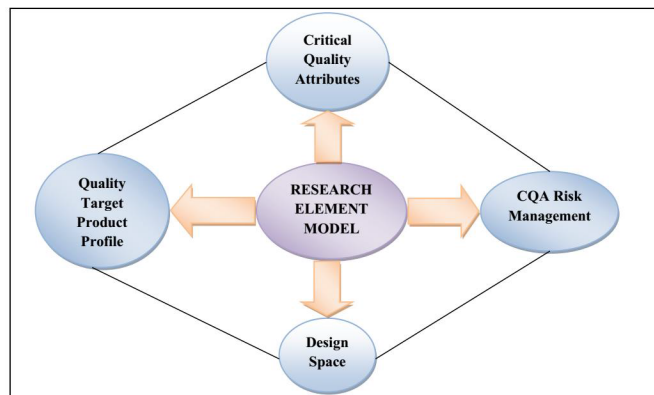 Critical
Quality
Attributes
Quality
Target
Product
Profile
RESEARCH
ELEMENT
MODEL
CQA Risk
Management
Design
Space